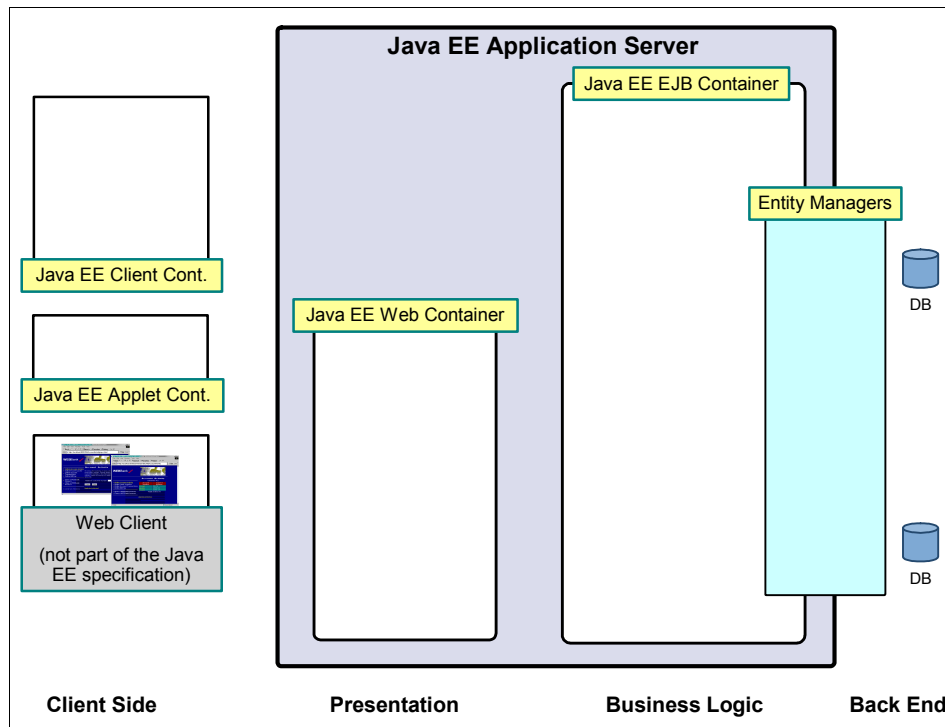 Java EE Application Server
Java EE EJB Container
Entity Managers
Java EE Client Cont.
DB
Java EE Web Container
Java EE Applet Cont.
Web Client
(not part of the Java
EE specification)
DB
Client Side
Presentation
Business Logic
Back End